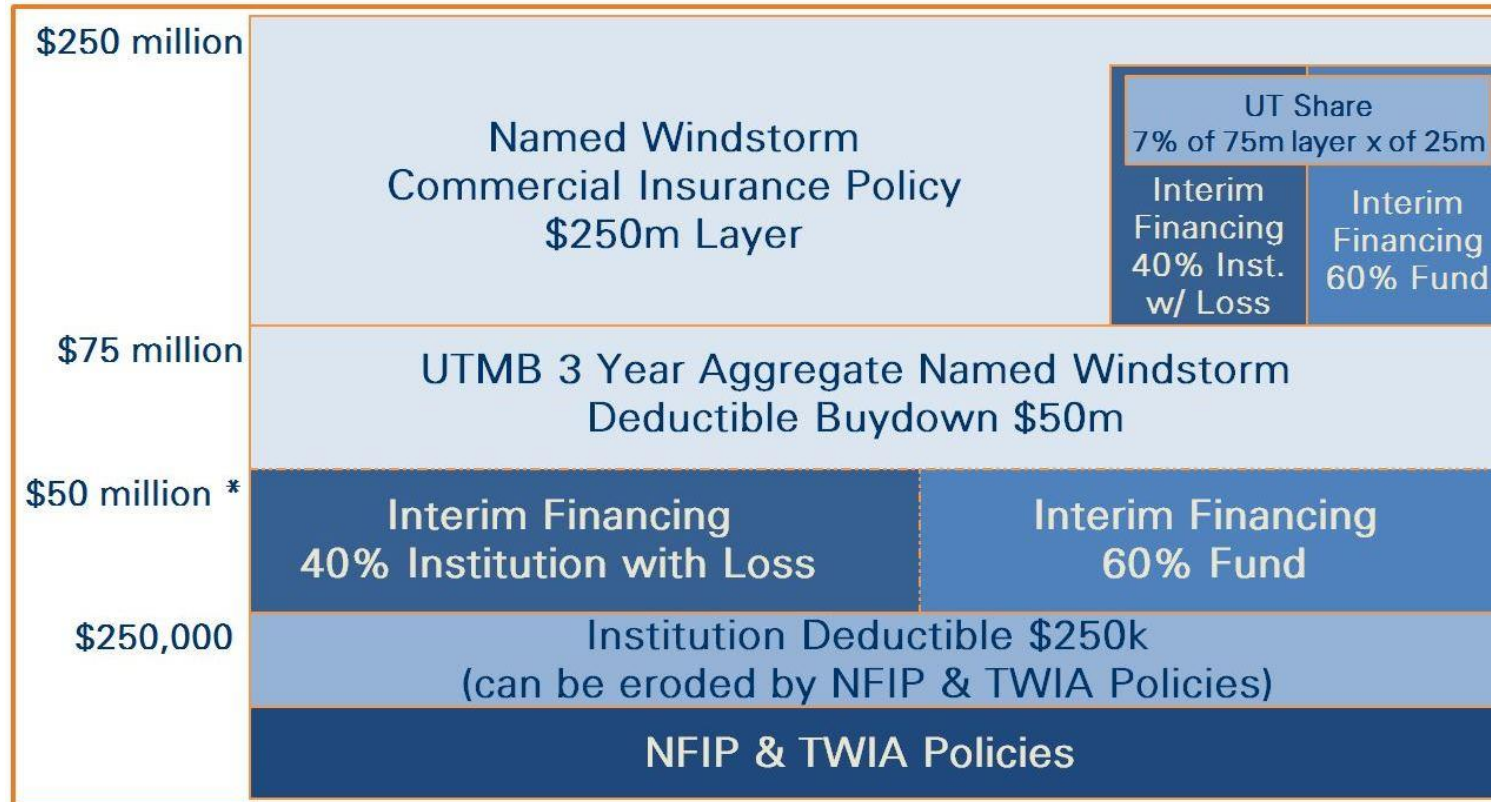 $250 million
Named Windstorm
Commercial Insurance Policy
$250m Layer
UT Share
7% of 75m layer x of 25m
Interim
Financing
40% Inst.
w/ Loss
Interim
Financing
60% Fund
$75 million
UTMB 3 Year Aggregate Named Windstorm
Deductible Buydown $50m
$50 million *
Interim Financing
40% Institution with Loss
Interim Financing
60% Fund
$250,000
Institution Deductible $250k
(can be eroded by NFIP & TWIA Policies)
NFIP & TWIA Policies